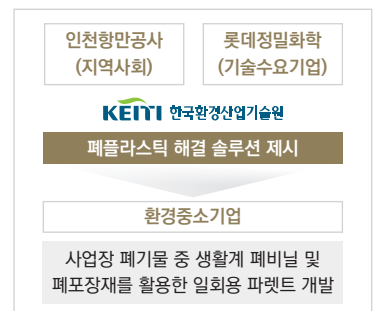 인천항만공사
(지역사회)
롯데정밀화학
(기술수요기업)
KEITI 한국환경산업기술원
폐플라스틱 해결 솔루션 제시
환경중소기업
사업장 폐기물 중 생활계 폐비닐 및
폐포장재를 활용한 일회용 파렛트 개발